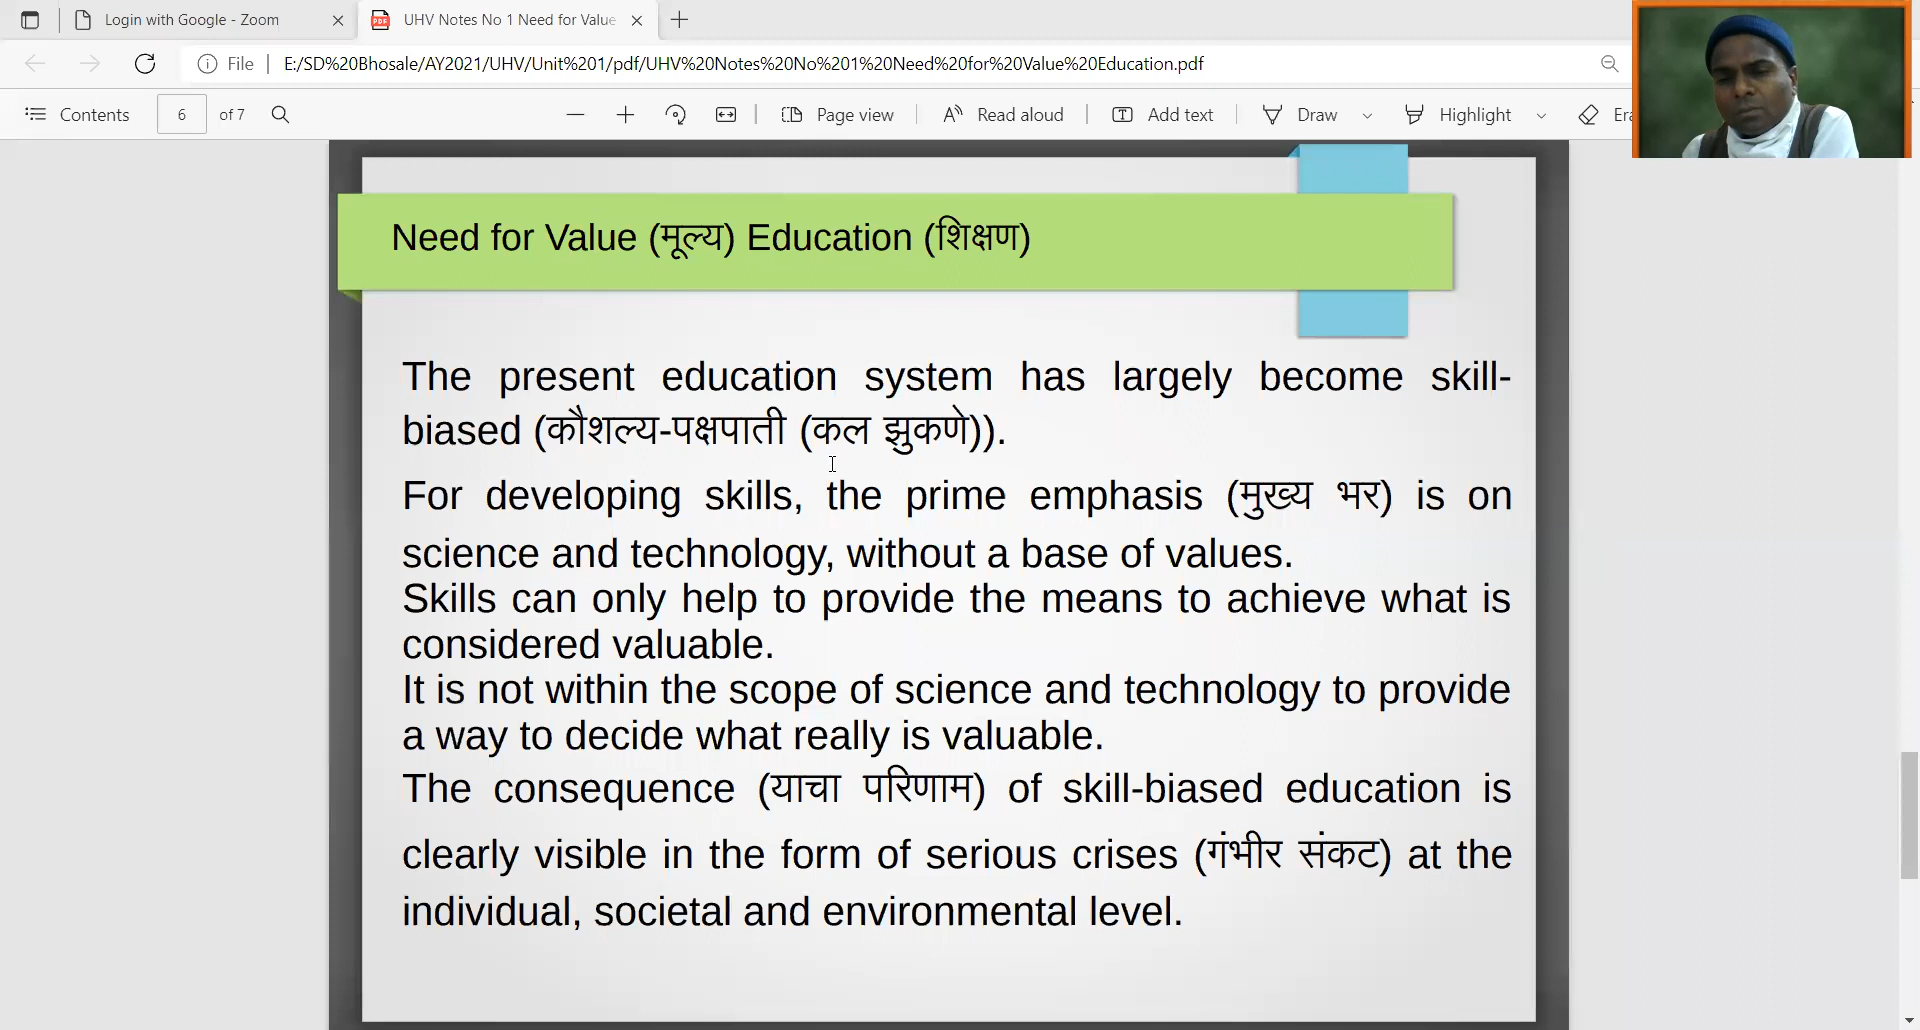 Login with Google - Zoom
UHV Notes No 1 Need for Value
File
E:/SD%20Bhosale/AY2021/UHV/Unit%201/pdf/UHV%20Notes%20No%201%20Need%20for%20Value%20Education.pdf
Contents 6 of 7 Page view Read aloud Add text Draw Highlight Era
PDF
Need for Value (मूल्य) Education (शिक्षण)
The present education system has largely become skill-
biased (कौशल्य-पक्षपाती (कल झुकणे)).
For developing skills, the prime emphasis (मुख्य भर) is on
science and technology, without a base of values.
Skills can only help to provide the means to achieve what is
considered valuable.
It is not within the scope of science and technology to provide
a way to decide what really is valuable.
The consequence (याचा परिणाम) of skill-biased education is
clearly visible in the form of serious crises (गंभीर संकट) at the
individual, societal and environmental level.